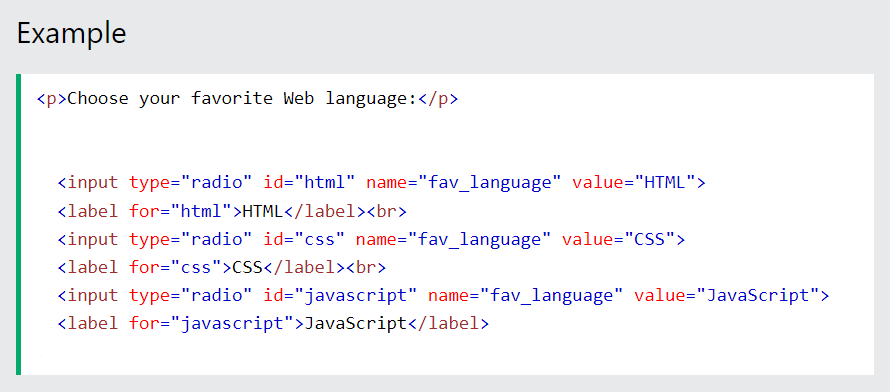 Example
<p>Choose your favorite Web language:</p>
<input type="radio" id="html" name="fav_language" value="HTML">
<label for="html">HTML</label><br>
<input type="radio" id="css" name="fav_language" value="CSS">
<label for="css">CSS</label><br>
<input type="radio" id="javascript" name="fav_language" value="JavaScript">
<label for="javascript">JavaScript</label>